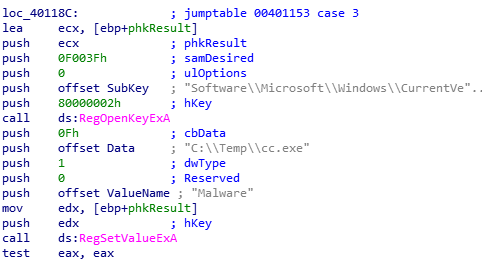 loc_40118C: ; jumptable 00401153 case 3
lea ecx, [ebp+phkResult]
push ecx ; phkResult
push 0F003Fh ; samDesired
push 0 ; ulOptions
push offset SubKey ; "Software\\Microsoft\\Windows\\CurrentVe"..
push 80000002h ; hKey
call ds:RegOpenKeyExA
push 0Fh ; cbData
push offset Data ; "C:\\Temp\\cc.exe"
push 1 ; dwType
push 0 ; Reserved
push offset ValueName ; "Malware"
mov edx, [ebp+phkResult]
push edx ; hKey
call ds:RegSetValueExA
test eax, eax